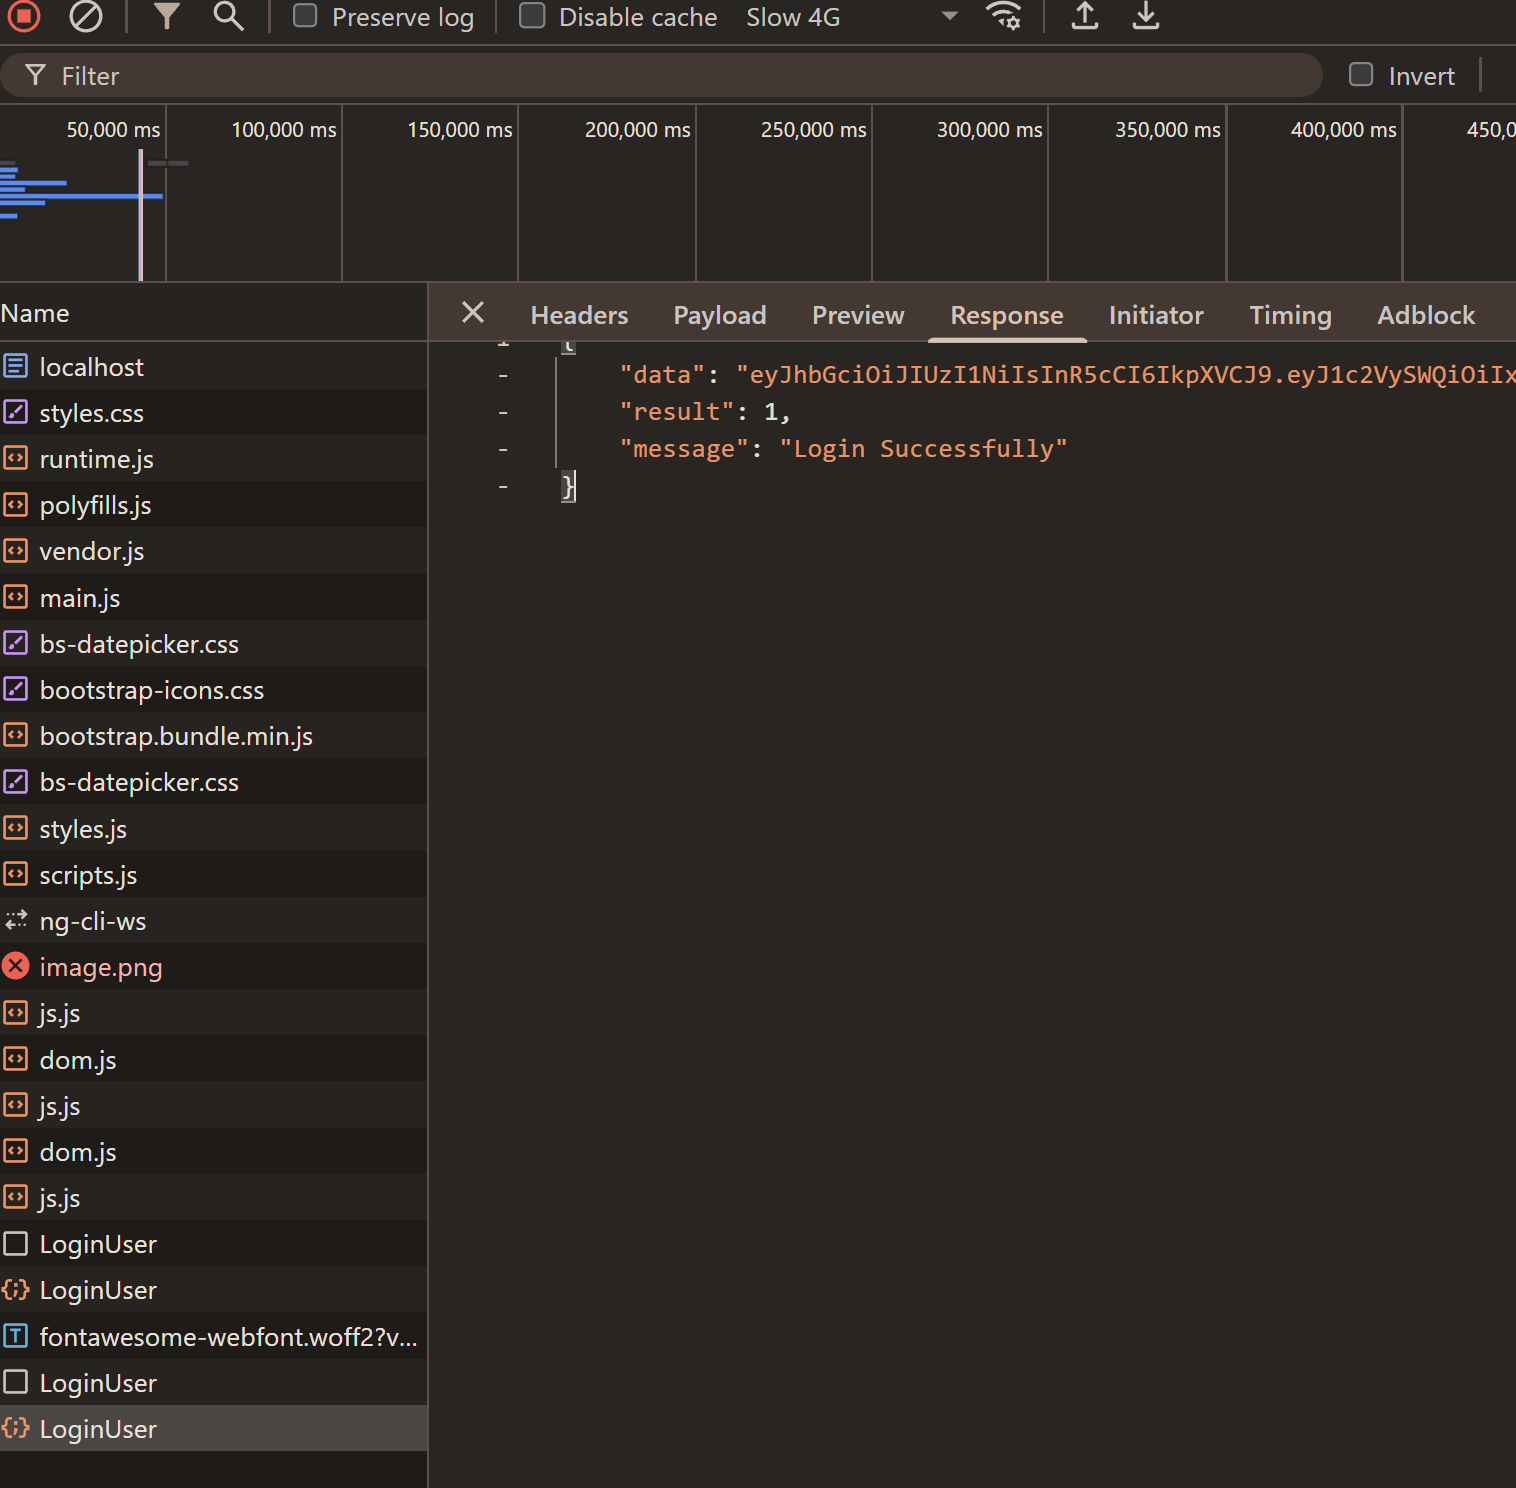 Preserve log Disable cache Slow 4G
Filter Invert
50,000 ms 100,000 ms 150,000 ms 200,000 ms 250,000 ms 300,000 ms 350,000 ms 400,000 ms 450,0
Name
Headers Payload Preview Response Initiator Timing Adblock
localhost
styles.css
runtime.js
polyfills.js
vendor.js
main.js
bs-datepicker.css
bootstrap-icons.css
bootstrap.bundle.min.js
bs-datepicker.css
styles.js
scripts.js
ng-cli-ws
image.png
js.js
dom.js
js.js
dom.js
js.js
LoginUser
LoginUser
fontawesome-webfont.woff2?v...
LoginUser
LoginUser
1 {
- "data": "eyJhbGciOiJIUzI1NiIsInR5cCI6IkpXVCJ9.eyJ1c2VySWQiOiIx
- "result": 1,
- "message": "Login Successfully"
- }